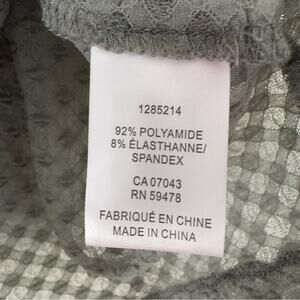 1285214
92% POLYAMIDE
8% ÉLASTHANNE/
SPANDEX
CA 07043
RN 59478
FABRIQUÉ EN CHINE
MADE IN CHINA